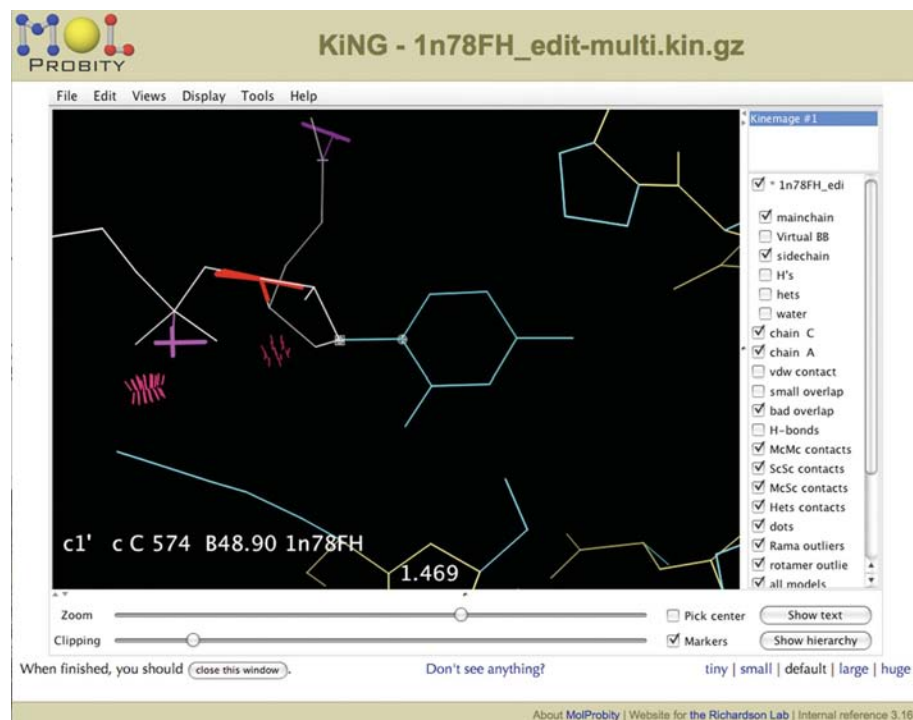 MOL
PROBITY
KiNG - 1n78FH_edit-multi.kin.gz
File Edit Views Display Tools Help
Kinemage #1
* 1n78FH_edi
mainchain
Virtual BB
sidechain
H's
hets
water
chain C
chain A
vdw contact
small overlap
bad overlap
H-bonds
McMc contacts
ScSc contacts
McSc contacts
Hets contacts
dots
Rama outliers
rotamer outlie
all models
c1' c C 574 B48.90 1n78FH
1.469
Zoom
Pick center
Show text
Clipping
Markers
Show hierarchy
When finished, you should close this window.
Don't see anything?
tiny | small | default | large | huge
About MolProbity | Website for the Richardson Lab | Internal reference 3.16